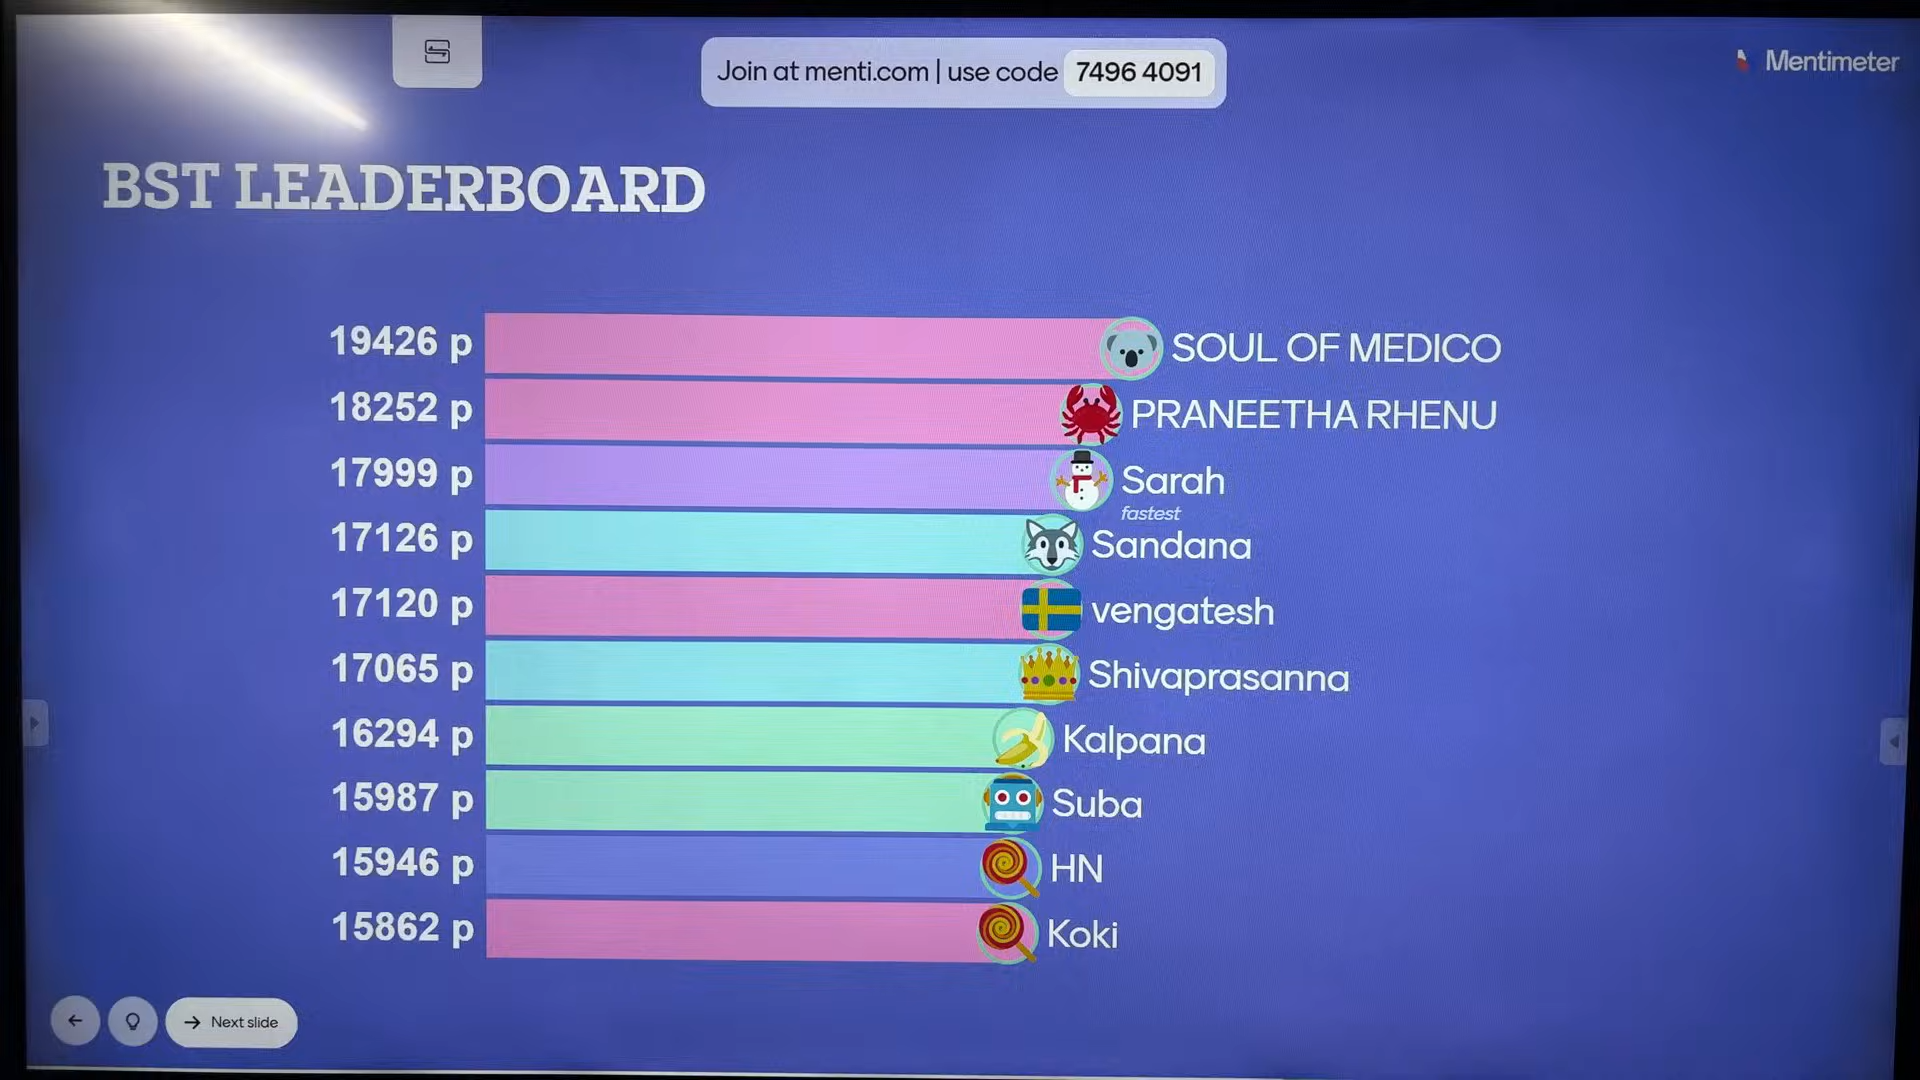 Join at menti.com | use code 7496 4091
Mentimeter
BST LEADERBOARD
19426 p SOUL OF MEDICO
18252 p PRANEETHA RHENU
17999 p Sarah
fastest
17126 p Sandana
17120 p vengatesh
17065 p Shivaprasanna
16294 p Kalpana
15987 p Suba
15946 p HN
15862 p Koki
Next slide